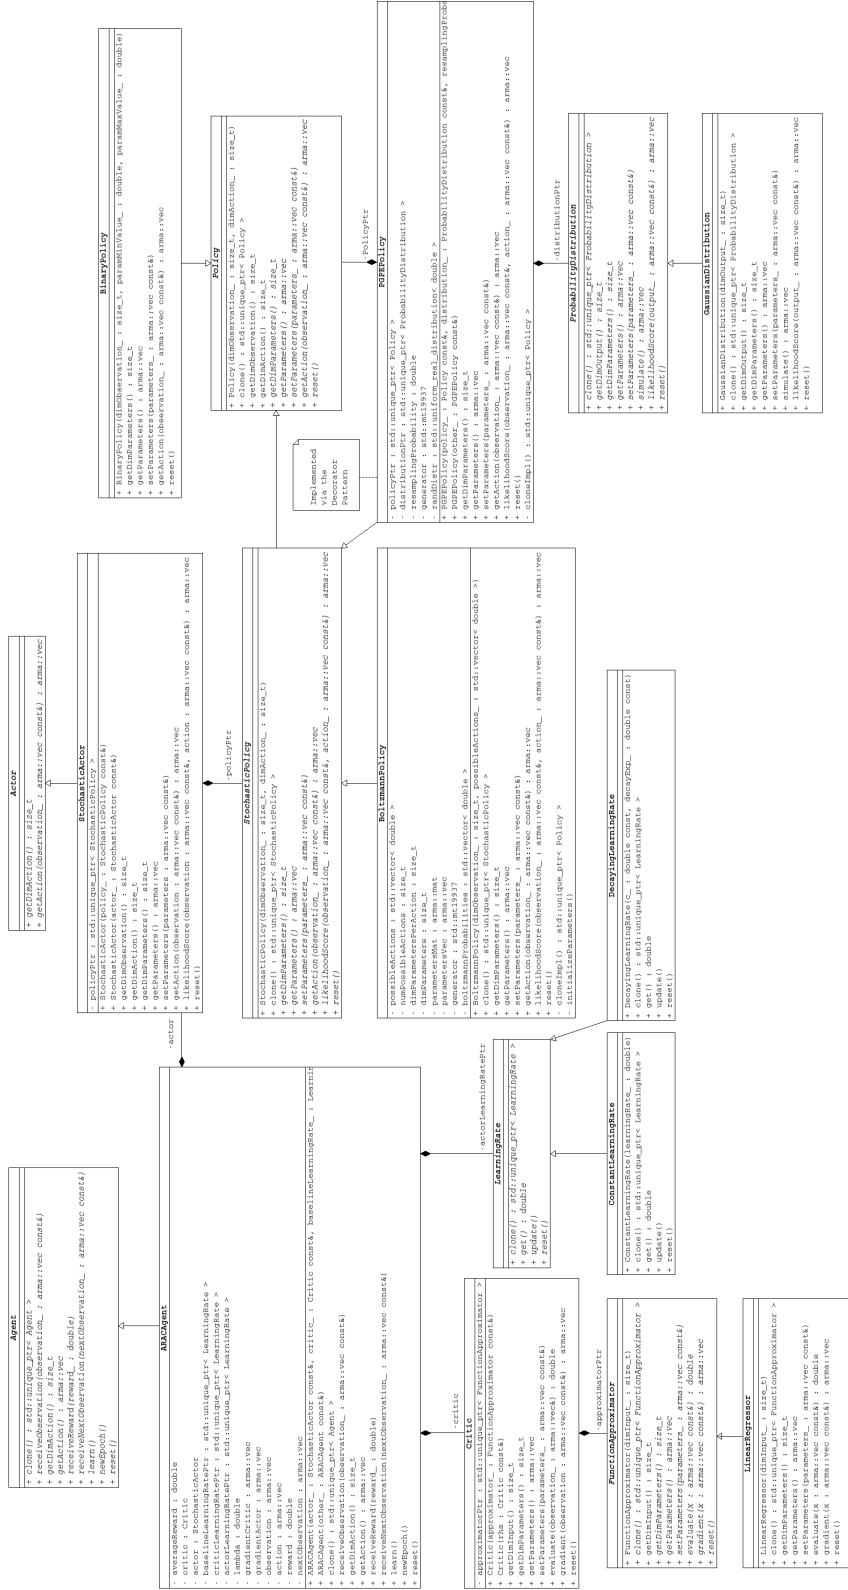 Agent
+ clone() : std::unique_ptr< Agent >
+ receiveObservation(observation_ : arma::vec const&)
+ getDimAction() : size_t
+ getAction() : arma::vec
+ receiveReward(reward_ : double)
+ receiveNextObservation(nextObservation_ : arma::vec const&)
+ learn()
+ newEpoch()
+ reset()
Actor
+ getDimAction() : size_t
+ getAction(observation_ : arma::vec const&) : arma::vec
BinaryPolicy
+ BinaryPolicy(dimObservation_ : size_t, paramMinValue_ : double, paramMaxValue_ : double)
+ getDimParameters() : size_t
+ getParameters() : arma::vec
+ setParameters(parameters_ : arma::vec const&)
+ getAction(observation_ : arma::vec const&) : arma::vec
+ reset()
ARACAgent
- averageReward : double
- critic : Critic
- actor : StochasticActor
- baselineLearningRatePtr : std::unique_ptr< LearningRate >
- criticLearningRatePtr : std::unique_ptr< LearningRate >
- actorLearningRatePtr : std::unique_ptr< LearningRate >
- lambda : double
- gradientCritic : arma::vec
- gradientActor : arma::vec
- observation : arma::vec
- action : arma::vec
- reward : double
- nextObservation : arma::vec
+ ARACAgent(actor_ : StochasticActor const&, critic_ : Critic const&, baselineLearningRate_ : Learnin
+ ARACAgent(other_ : ARACAgent const&)
+ clone() : std::unique_ptr< Agent >
+ receiveObservation(observation_ : arma::vec const&)
+ getDimAction() : size_t
+ getAction() : arma::vec
+ receiveReward(reward_ : double)
+ receiveNextObservation(nextObservation_ : arma::vec const&)
+ learn()
+ newEpoch()
+ reset()
-actor
StochasticActor
- policyPtr : std::unique_ptr< StochasticPolicy >
+ StochasticActor(policy_ : StochasticPolicy const&)
+ StochasticActor(actor_ : StochasticActor const&)
+ getDimObservation() : size_t
+ getDimAction() : size_t
+ getDimParameters() : size_t
+ getParameters() : arma::vec
+ setParameters(parameters : arma::vec const&)
+ getAction(observation : arma::vec const&) : arma::vec
+ likelihoodScore(observation : arma::vec const&, action : arma::vec const&) : arma::vec
+ reset()
-policyPtr
Policy
+ Policy(dimObservation_ : size_t, dimAction_ : size_t)
+ clone() : std::unique_ptr< Policy >
+ getDimObservation() : size_t
+ getDimAction() : size_t
+ getDimParameters() : size_t
+ getParameters() : arma::vec
+ setParameters(parameters_ : arma::vec const&)
+ getAction(observation_ : arma::vec const&) : arma::vec
+ reset()
StochasticPolicy
+ StochasticPolicy(dimObservation_ : size_t, dimAction_ : size_t)
+ clone() : std::unique_ptr< StochasticPolicy >
+ getDimParameters() : size_t
+ getParameters() : arma::vec
+ setParameters(parameters_ : arma::vec const&)
+ getAction(observation_ : arma::vec const&) : arma::vec
+ likelihoodScore(observation_ : arma::vec const&, action_ : arma::vec const&) : arma::vec
+ reset()
Implemented
via the
Decorator
Pattern
-PolicyPtr
BoltzmannPolicy
- possibleActions : std::vector< double >
- numPossibleActions : size_t
- dimParametersPerAction : size_t
- dimParameters : size_t
- parametersMat : arma::mat
- parametersVec : arma::vec
- generator : std::mt19937
- boltzmannProbabilities : std::vector< double >
+ BoltzmannPolicy(dimObservation_ : size_t, possibleActions_ : std::vector< double >)
+ clone() : std::unique_ptr< StochasticPolicy >
+ getDimParameters() : size_t
+ getParameters() : arma::vec
+ setParameters(parameters_ : arma::vec const&)
+ getAction(observation_ : arma::vec const&) : arma::vec
+ likelihoodScore(observation_ : arma::vec const&, action_ : arma::vec const&) : arma::vec
+ reset()
- cloneImpl() : std::unique_ptr< Policy >
- initializeParameters()
PGPEPolicy
- policyPtr : std::unique_ptr< Policy >
- distributionPtr : std::unique_ptr< ProbabilityDistribution >
- resamplingProbability : double
- generator : std::mt19937
- randDistr : std::uniform_real_distribution< double >
+ PGPEPolicy(policy_ : Policy const&, distribution_ : ProbabilityDistribution const&, resamplingProba
+ PGPEPolicy(other_ : PGPEPolicy const&)
+ getDimParameters() : size_t
+ getParameters() : arma::vec
+ setParameters(parameters_ : arma::vec const&)
+ getAction(observation_ : arma::vec const&) : arma::vec
+ likelihoodScore(observation_ : arma::vec const&, action_ : arma::vec const&) : arma::vec
+ reset()
- cloneImpl() : std::unique_ptr< Policy >
-critic
-actorLearningRatePtr
-distributionPtr
Critic
- approximatorPtr : std::unique_ptr< FunctionApproximator >
+ Critic(approximator_ : FunctionApproximator const&)
+ Critic(rhs : Critic const&)
+ getDimInput() : size_t
+ getDimParameters() : size_t
+ getParameters() : arma::vec
+ setParameters(parameters_ : arma::vec const&)
+ evaluate(observation_ : arma::vec&) : double
+ gradient(observation : arma::vec const&) : arma::vec
+ reset()
-approximatorPtr
LearningRate
+ clone() : std::unique_ptr< LearningRate >
+ get() : double
+ update()
+ reset()
ProbabilityDistribution
+ clone() : std::unique_ptr< ProbabilityDistribution >
+ getDimOutput() : size_t
+ getDimParameters() : size_t
+ getParameters() : arma::vec
+ setParameters(parameters_ : arma::vec const&)
+ simulate() : arma::vec
+ likelihoodScore(output_ : arma::vec const&) : arma::vec
+ reset()
FunctionApproximator
+ FunctionApproximator(dimInput_ : size_t)
+ clone() : std::unique_ptr< FunctionApproximator >
+ getDimInput() : size_t
+ getDimParameters() : size_t
+ getParameters() : arma::vec
+ setParameters(parameters_ : arma::vec const&)
+ evaluate(x : arma::vec const&) : double
+ gradient(x : arma::vec const&) : arma::vec
+ reset()
ConstantLearningRate
+ ConstantLearningRate(learningRate_ : double)
+ clone() : std::unique_ptr< LearningRate >
+ get() : double
+ update()
+ reset()
DecayingLearningRate
+ DecayingLearningRate(c_ : double const, decayExp_ : double const)
+ clone() : std::unique_ptr< LearningRate >
+ get() : double
+ update()
+ reset()
GaussianDistribution
+ GaussianDistribution(dimOutput_ : size_t)
+ clone() : std::unique_ptr< ProbabilityDistribution >
+ getDimOutput() : size_t
+ getDimParameters() : size_t
+ getParameters() : arma::vec
+ setParameters(parameters_ : arma::vec const&)
+ simulate() : arma::vec
+ likelihoodScore(output_ : arma::vec const&) : arma::vec
+ reset()
LinearRegressor
+ LinearRegressor(dimInput_ : size_t)
+ clone() : std::unique_ptr< FunctionApproximator >
+ getDimParameters() : size_t
+ getParameters() : arma::vec
+ setParameters(parameters_ : arma::vec const&)
+ evaluate(x : arma::vec const&) : double
+ gradient(x : arma::vec const&) : arma::vec
+ reset()